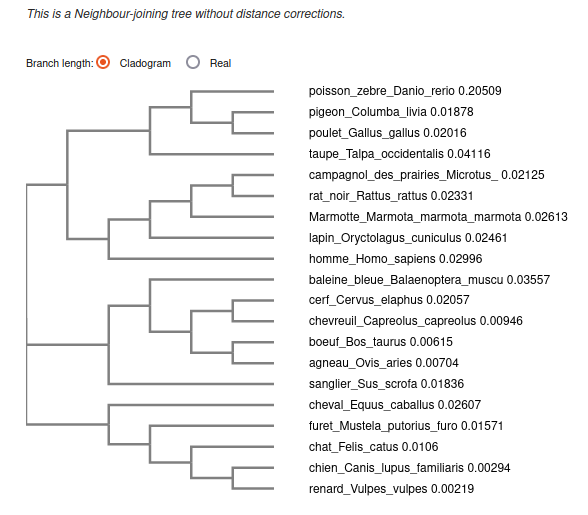 This is a Neighbour-joining tree without distance corrections.
Branch length: Cladogram Real
poisson_zebre_Danio_rerio 0.20509
pigeon_Columba_livia 0.01878
poulet_Gallus_gallus 0.02016
taupe_Talpa_occidentalis 0.04116
campagnol_des_prairies_Microtus_ 0.02125
rat_noir_Rattus_rattus 0.02331
Marmotte_Marmota_marmota_marmota 0.02613
lapin_Oryctolagus_cuniculus 0.02461
homme_Homo_sapiens 0.02996
baleine_bleue_Balaenoptera_muscu 0.03557
cerf_Cervus_elaphus 0.02057
chevreuil_Capreolus_capreolus 0.00946
boeuf_Bos_taurus 0.00615
agneau_Ovis_aries 0.00704
sanglier_Sus_scrofa 0.01836
cheval_Equus_caballus 0.02607
furet_Mustela_putorius_furo 0.01571
chat_Felis_catus 0.0106
chien_Canis_lupus_familiaris 0.00294
renard_Vulpes_vulpes 0.00219